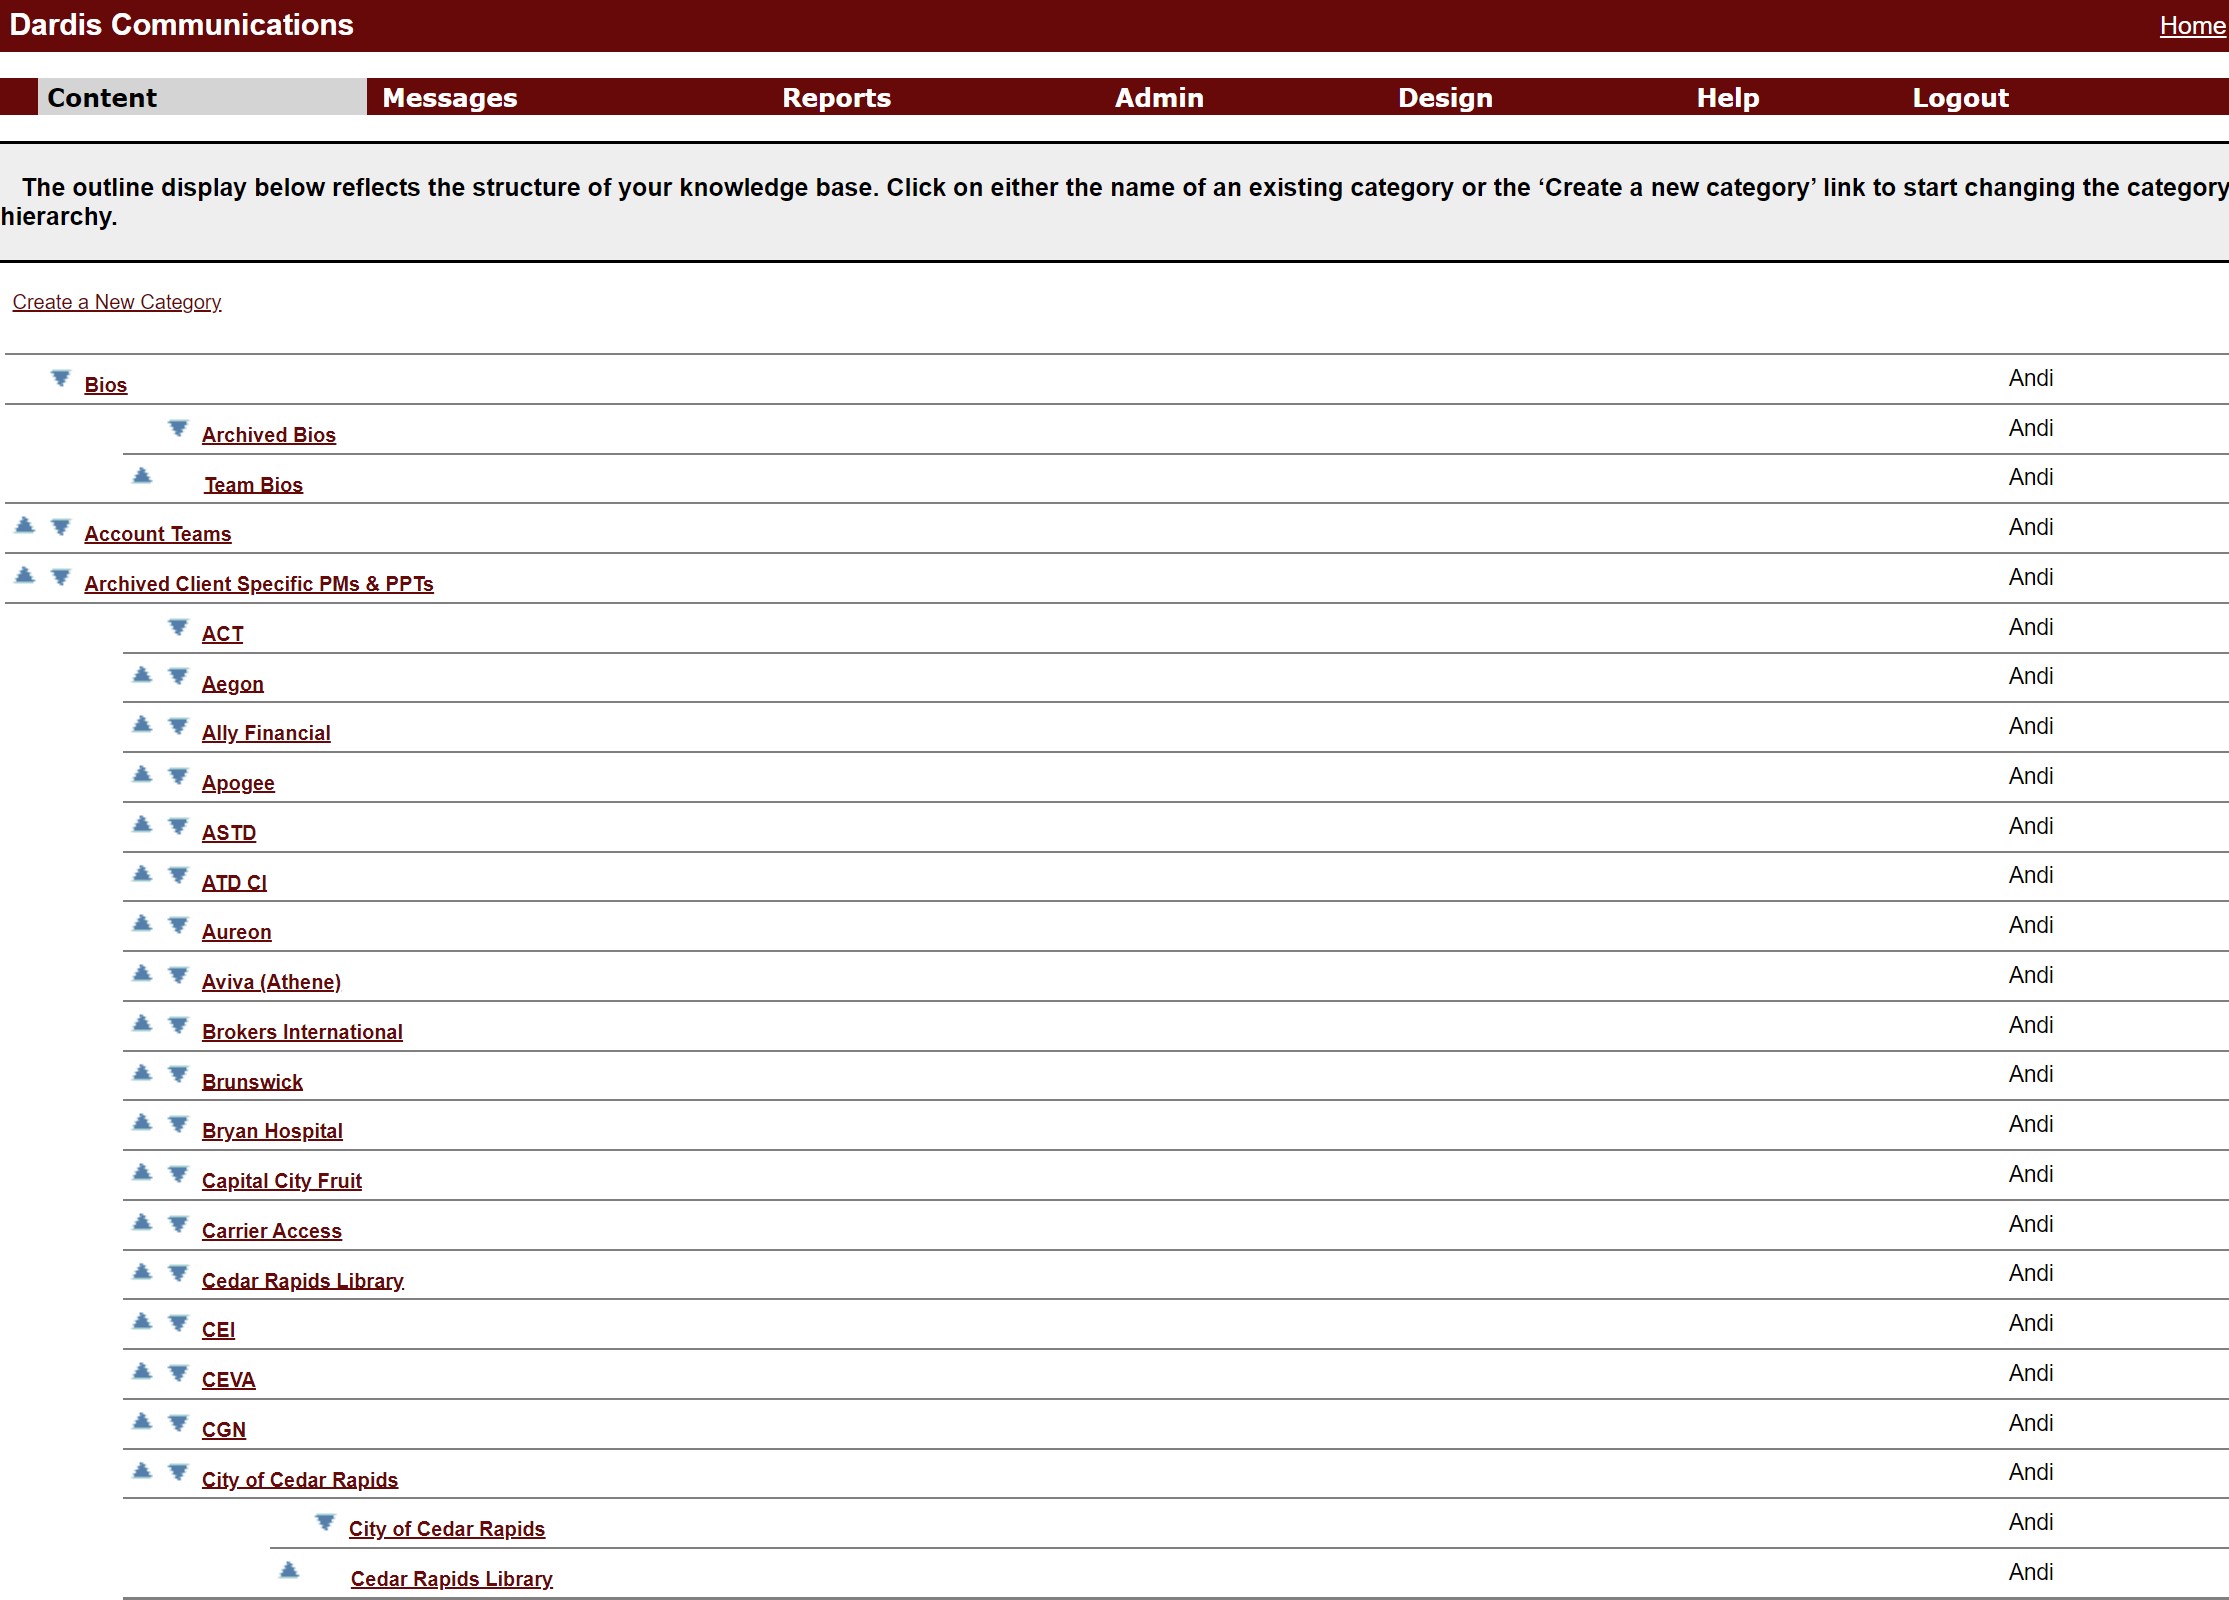 Dardis Communications Home
Content Messages Reports Admin Design Help Logout
The outline display below reflects the structure of your knowledge base. Click on either the name of an existing category or the ‘Create a new category’ link to start changing the category
hierarchy.
Create a New Category
Bios Andi
Archived Bios Andi
Team Bios Andi
Account Teams Andi
Archived Client Specific PMs & PPTs Andi
ACT Andi
Aegon Andi
Ally Financial Andi
Apogee Andi
ASTD Andi
ATD CI Andi
Aureon Andi
Aviva (Athene) Andi
Brokers International Andi
Brunswick Andi
Bryan Hospital Andi
Capital City Fruit Andi
Carrier Access Andi
Cedar Rapids Library Andi
CEI Andi
CEVA Andi
CGN Andi
City of Cedar Rapids Andi
City of Cedar Rapids Andi
Cedar Rapids Library Andi